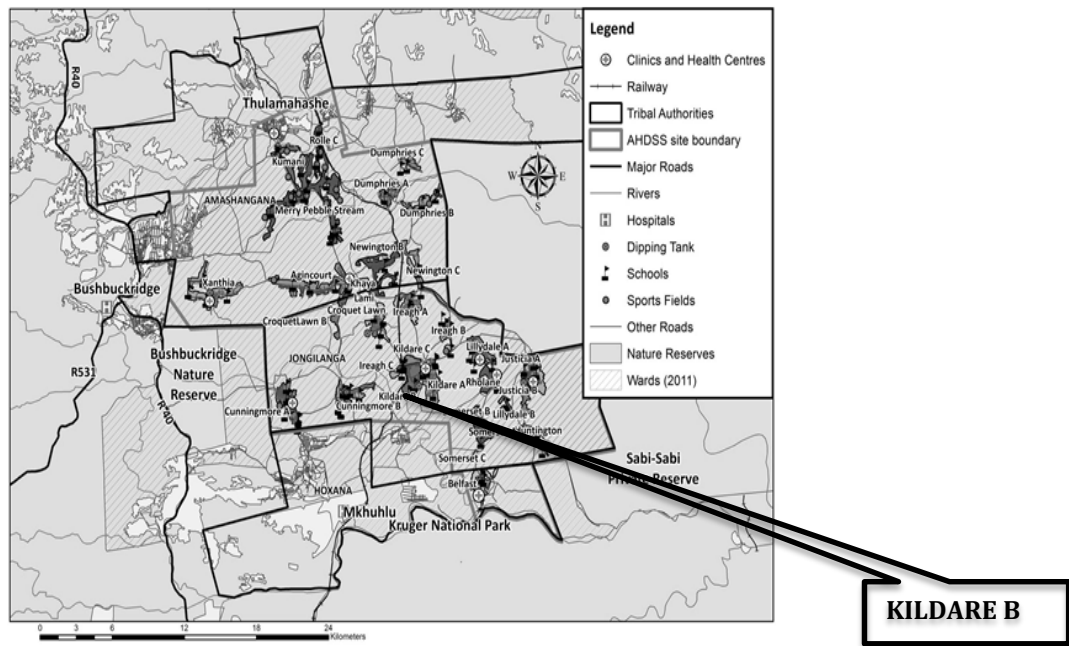 Legend
Clinics and Health Centres
Railway
Tribal Authorities
AHDSS site boundary
Major Roads
Rivers
Hospitals
Dipping Tank
Schools
Sports Fields
Other Roads
Nature Reserves
Wards (2011)
N
W E
S
R40
Thulamahashe
Rolle C
Kumani
Dumphries C
Dumphries A
AMASHANGANA
Merry Pebble Stream
Dumphries B
Newington B
Newington C
Xanthia
Agincourt
Khaya
Lami
Bushbuckridge
Croquet Lawn
Ireagh A
CroquetLawn B
Ireagh B
Kildare C
Lillydale A
Justicia A
JONGILANGA
Bushbuckridge
Nature
Reserve
R531
Ireagh C
Kildare A
Rholane
Justicia B
Kildare
R40
Cunningmore A
Cunningmore B
Lillydale B
Somerset C
Belfast
Sabi-Sabi
Reserve
HOXANA
Mkhuhlu
Kruger National Park
KILDARE B
0 3 6 12 18 24
Kilometers